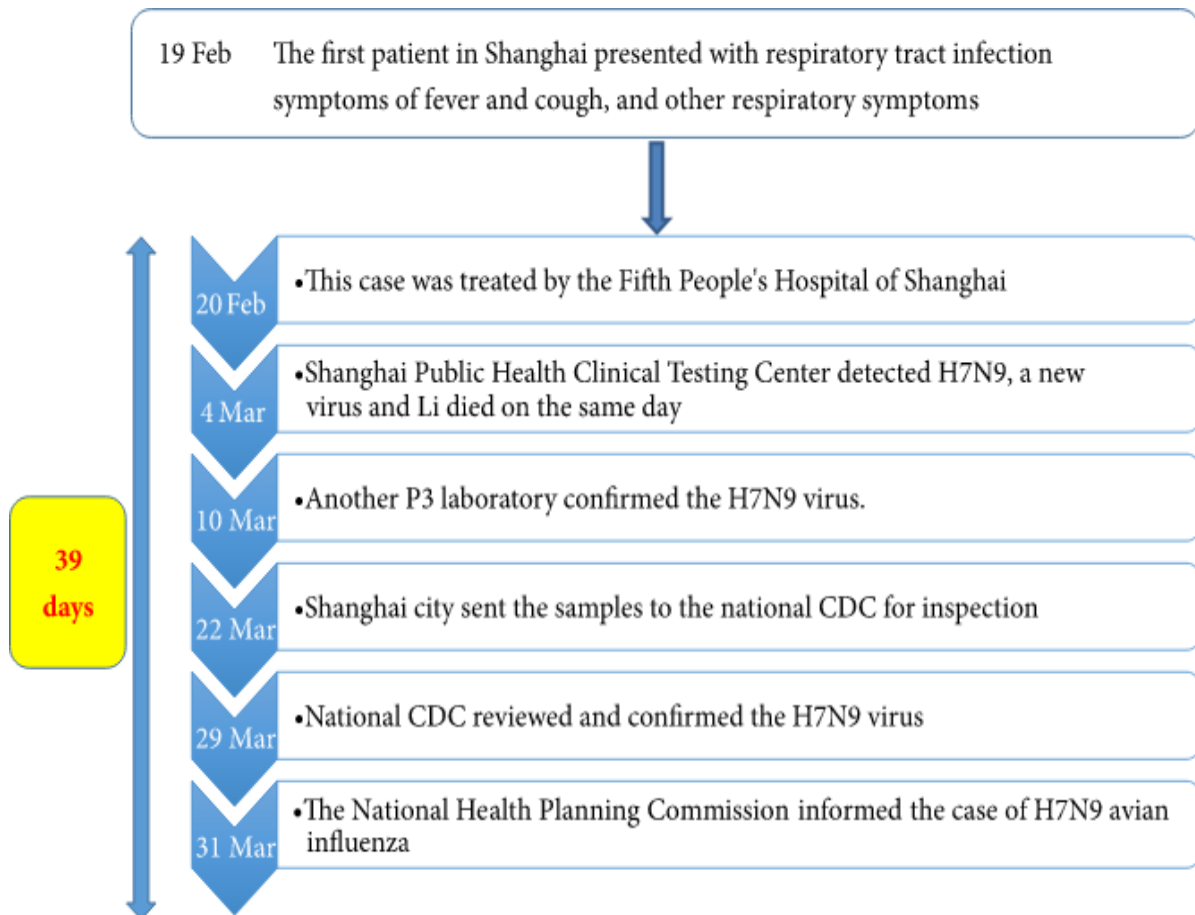 19 Feb The first patient in Shanghai presented with respiratory tract infection
symptoms of fever and cough, and other respiratory symptoms
20 Feb
•This case was treated by the Fifth People's Hospital of Shanghai
4 Mar
•Shanghai Public Health Clinical Testing Center detected H7N9, a new
virus and Li died on the same day
10 Mar
•Another P3 laboratory confirmed the H7N9 virus.
22 Mar
•Shanghai city sent the samples to the national CDC for inspection
29 Mar
•National CDC reviewed and confirmed the H7N9 virus
31 Mar
•The National Health Planning Commission informed the case of H7N9 avian
influenza
39
days